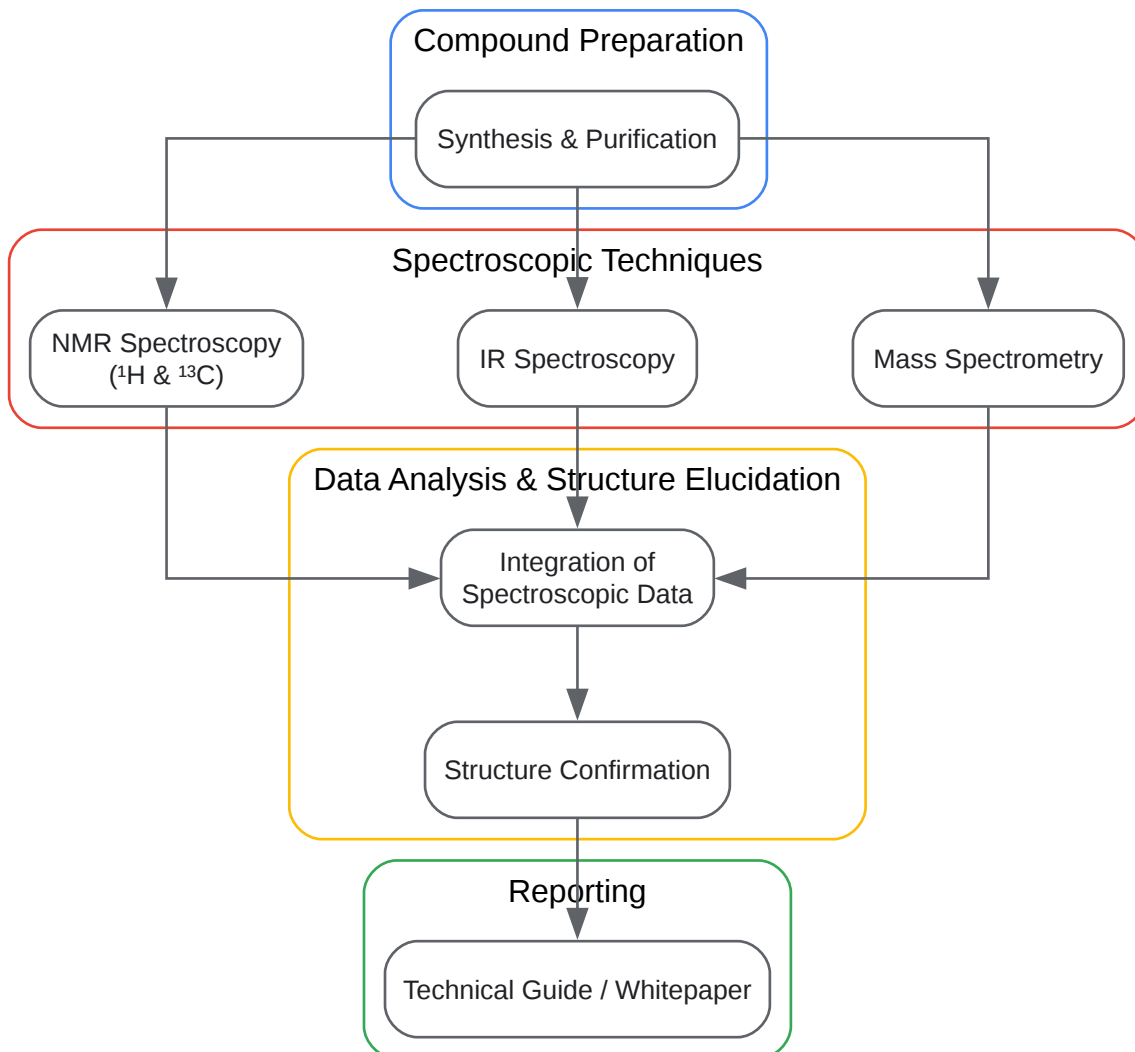 Compound Preparation
Synthesis & Purification
Spectroscopic Techniques
NMR Spectroscopy
(¹H & ¹³C)
IR Spectroscopy
Mass Spectrometry
Data Analysis & Structure Elucidation
Integration of
Spectroscopic Data
Structure Confirmation
Reporting
Technical Guide / Whitepaper